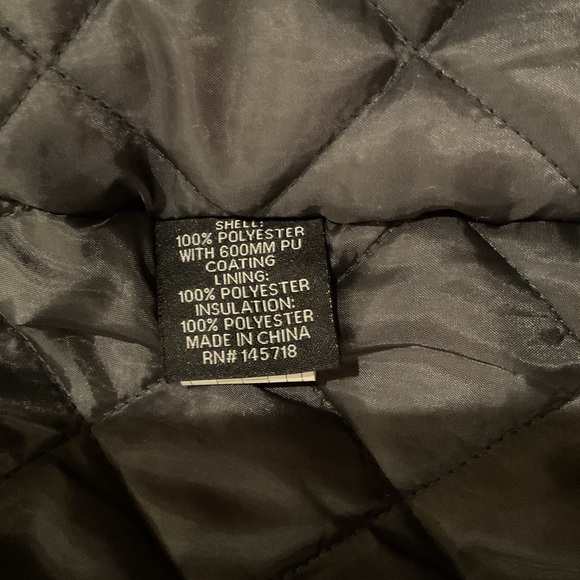 SHELL:
100% POLYESTER
WITH 600MM PU
COATING
LINING:
100% POLYESTER
INSULATION:
100% POLYESTER
MADE IN CHINA
RN# 145718